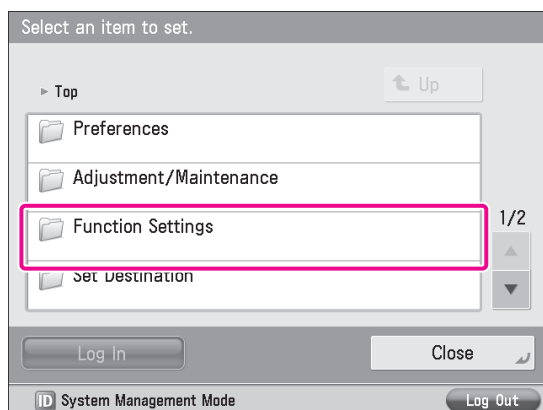 Select an item to set.
▶ Top
Up
Preferences
Adjustment/Maintenance
Function Settings
1/2
Set Destination
Log In
Close
ID System Management Mode
Log Out